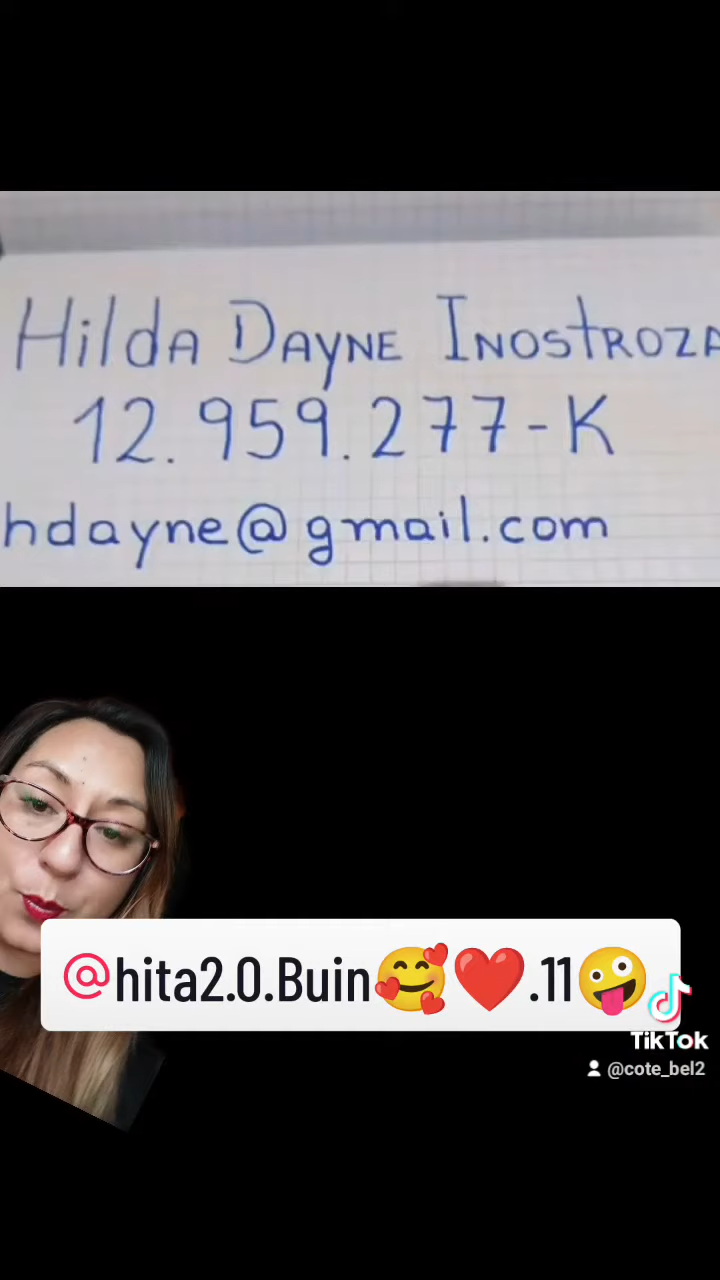 Hilda Dayne Inostroza
12.959.277-K
hdayne@gmail.com
@hita2.0.Buin🥰❤️.11🤪
TikTok
@cote_bel2